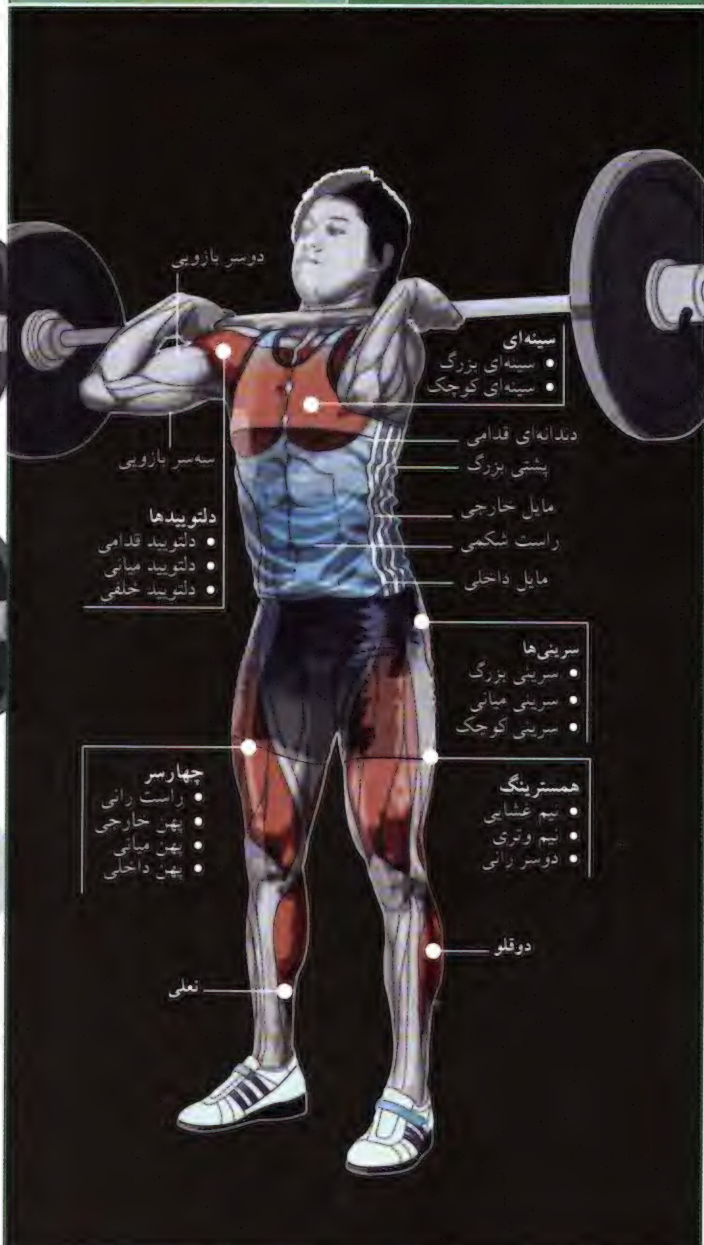 دوسر بازویی
سینه‌ای
• سینه‌ای بزرگ
• سینه‌ای کوچک
دندانه‌ای قدامی
سه‌سر بازویی
پشتی بزرگ
مایل خارجی
راست شکمی
مایل داخلی
دلتوییدها
• دلتویید قدامی
• دلتویید میانی
• دلتویید خلفی
سرینی‌ها
• سرینی بزرگ
• سرینی میانی
• سرینی کوچک
چهارسر
• راست رانی
• پهن خارجی
• پهن میانی
• پهن داخلی
همسترینگ
• نیم غشایی
• نیم وتری
• دوسر رانی
دوقلو
نعلی